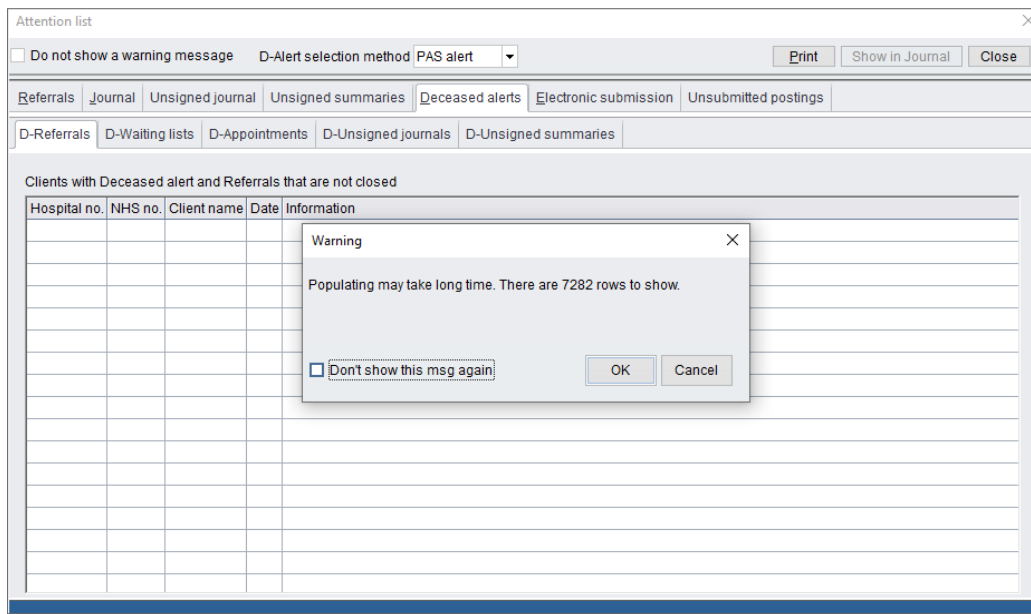 Attention list
Do not show a warning message D-Alert selection method PAS alert Print Show in Journal Close
Referrals Journal Unsigned journal Unsigned summaries Deceased alerts Electronic submission Unsubmitted postings
D-Referrals D-Waiting lists D-Appointments D-Unsigned journals D-Unsigned summaries
Clients with Deceased alert and Referrals that are not closed
Hospital no. NHS no. Client name Date Information
Warning
Populating may take long time. There are 7282 rows to show.
Don't show this msg again OK Cancel